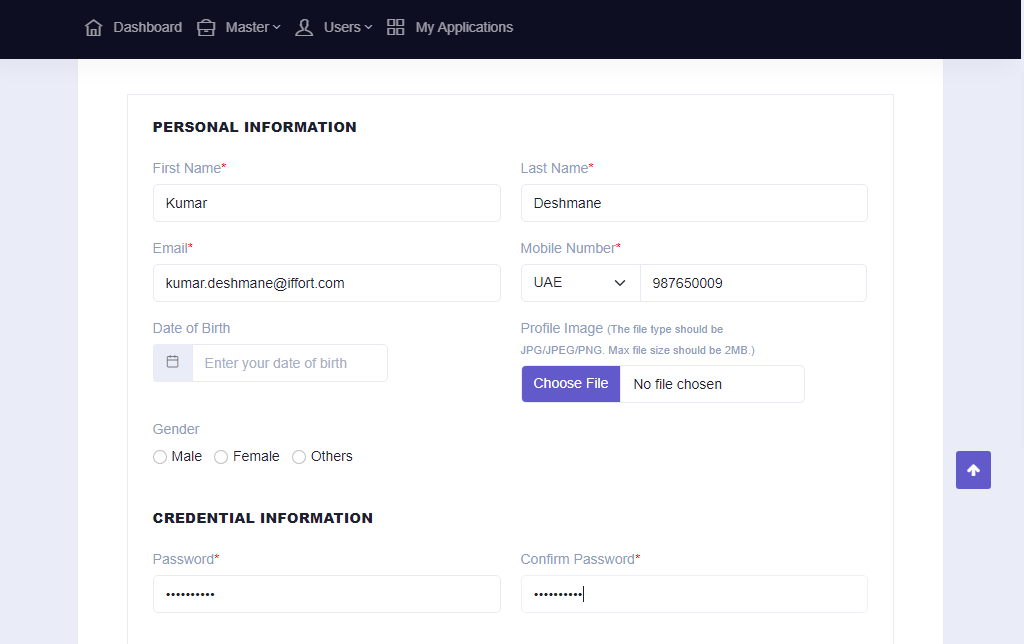 Dashboard Master Users My Applications
PERSONAL INFORMATION
First Name* Last Name*
Kumar Deshmane
Email* Mobile Number*
kumar.deshmane@iffort.com UAE 987650009
Date of Birth Profile Image (The file type should be
JPG/JPEG/PNG. Max file size should be 2MB.)
Enter your date of birth Choose File No file chosen
Gender
Male Female Others
CREDENTIAL INFORMATION
Password* Confirm Password*
•••••••••• ••••••••••